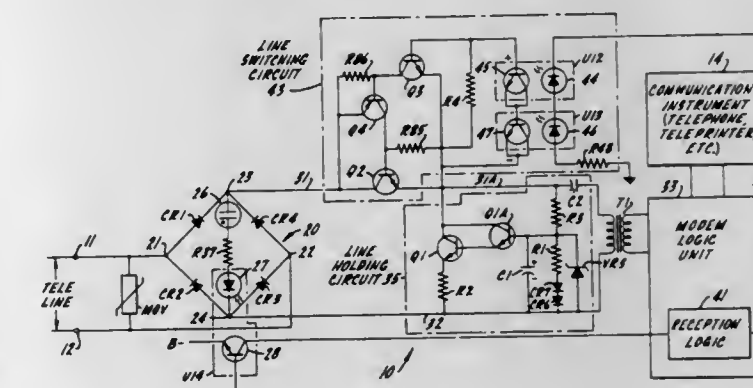 LINE
SWITCHING
CIRCUIT
43
R86
Q3
Q4
R85
Q2
R4
45
U12
44
U13
47
46
R48
14
COMMUNICATION
INSTRUMENT
(TELEPHONE,
TELEPRINTER
ETC.)
23
26
31
31A
C2
R3
33
CR1
CR4
20
21
22
R37
27
CR2
CR3
24
11
TELE
LINE
MOV
12
LINE
HOLDING
CIRCUIT 35
Q1
Q1A
R2
C1
R1
CR7
CR6
VR5
T1
MODEM
LOGIC
UNIT
41
RECEPTION
LOGIC
32
B
28
U14
10